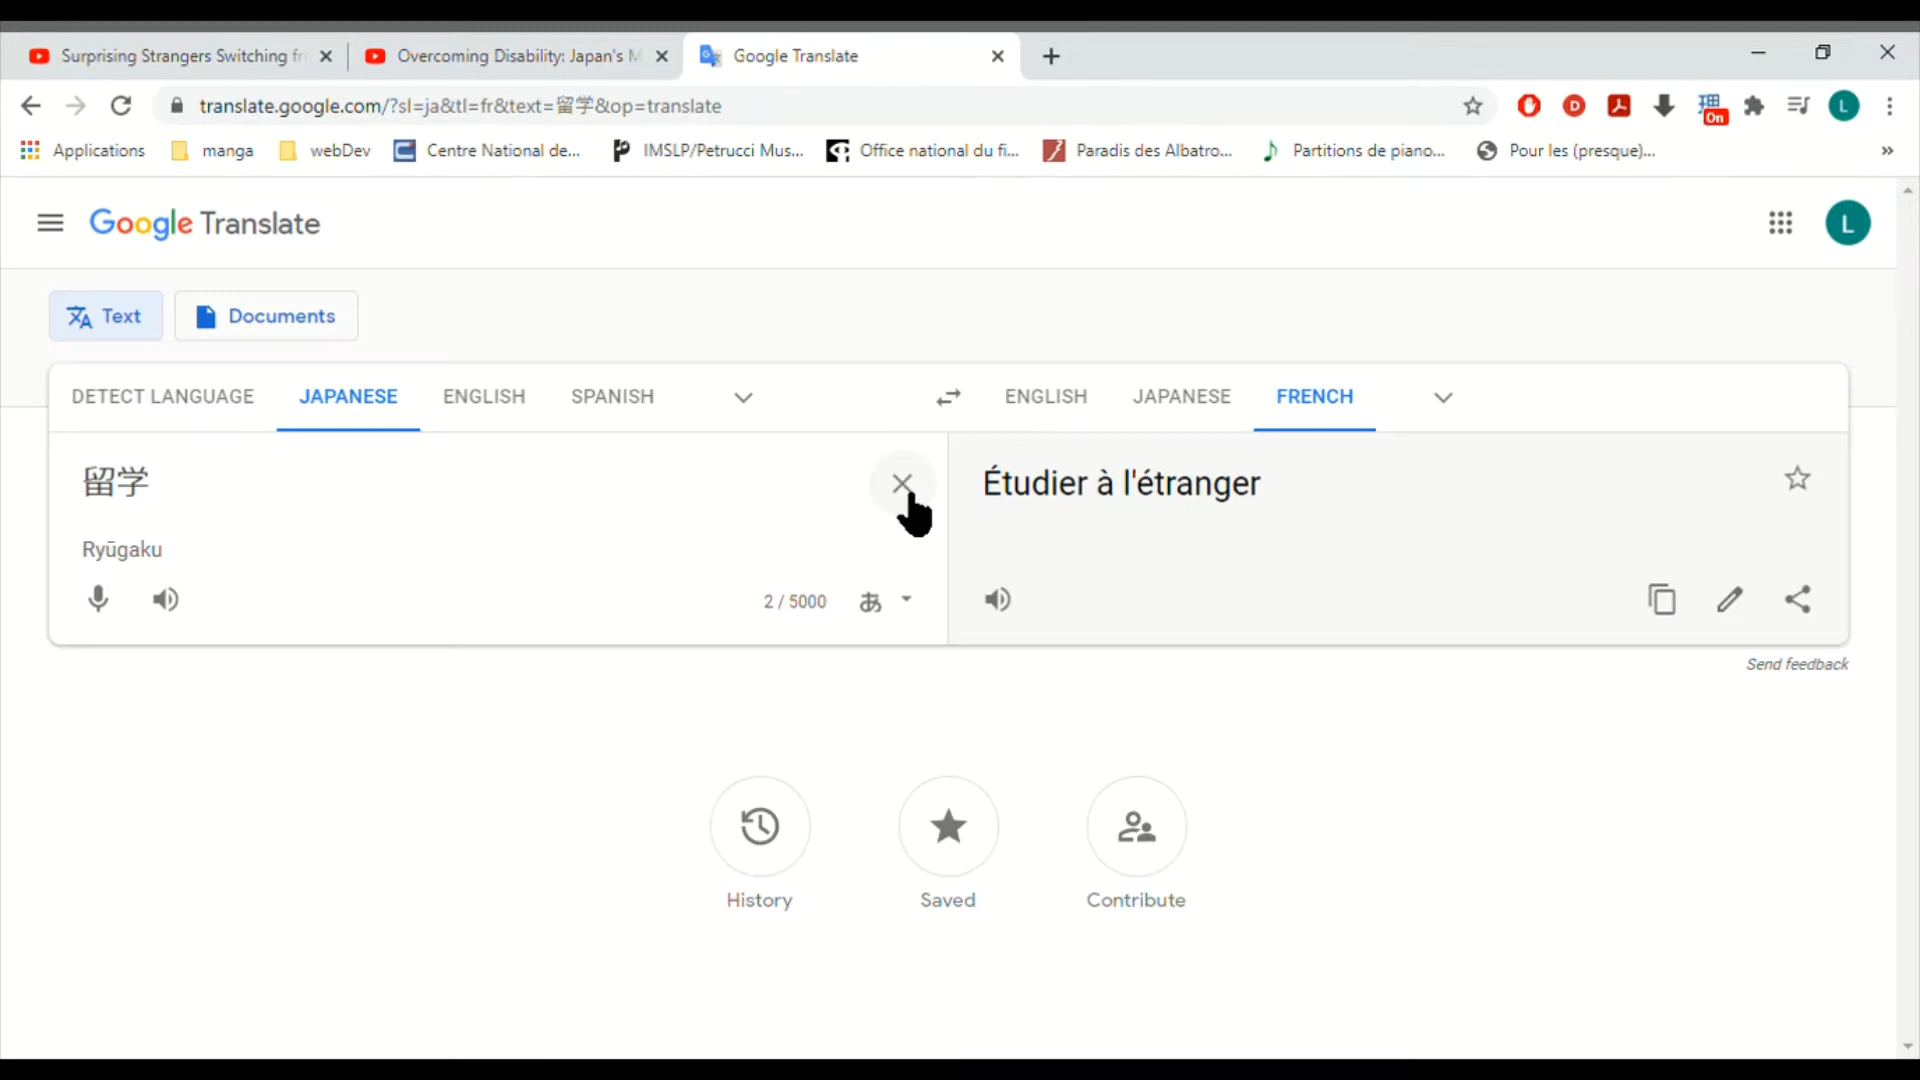 Surprising Strangers Switching fr
Overcoming Disability: Japan's M
Google Translate
translate.google.com/?sl=ja&tl=fr&text=留学&op=translate
D
On
L
Applications
manga
webDev
Centre National de...
IMSLP/Petrucci Mus...
Office national du fi...
Paradis des Albatro...
Partitions de piano...
Pour les (presque)...
»
Google Translate
L
Text
Documents
DETECT LANGUAGE
JAPANESE
ENGLISH
SPANISH
ENGLISH
JAPANESE
FRENCH
留学
Étudier à l'étranger
Ryūgaku
2 / 5000
あ
Send feedback
History
Saved
Contribute